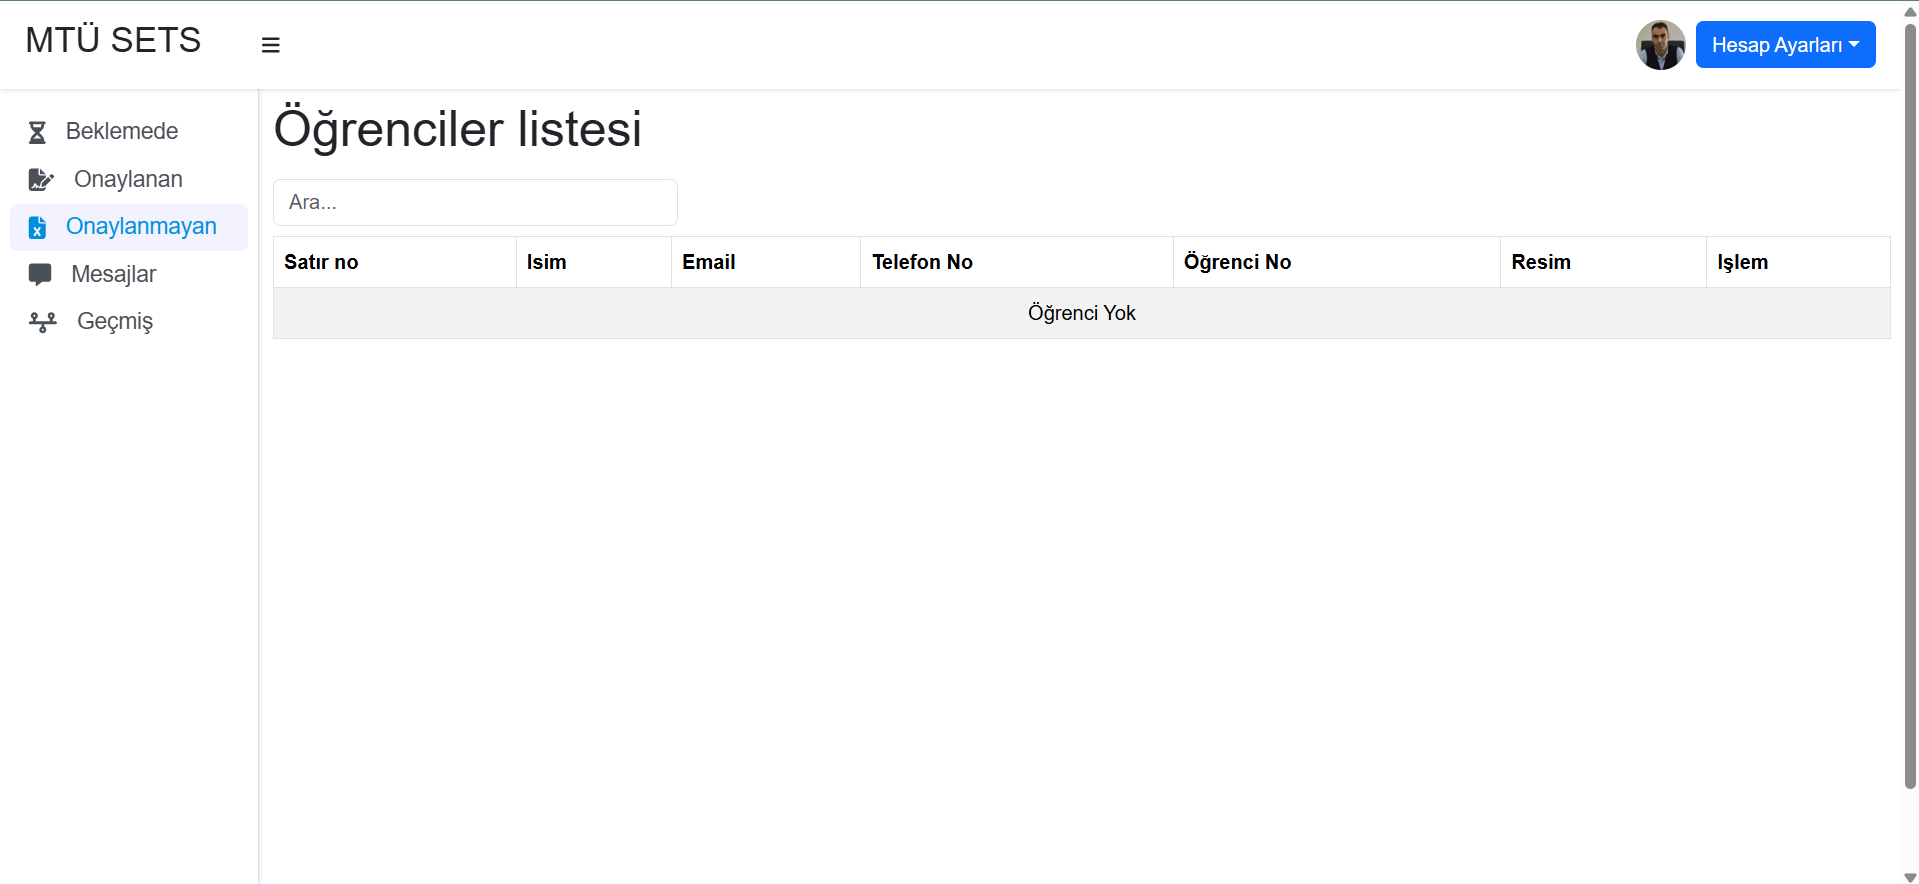 MTÜ SETS
Hesap Ayarları
Beklemede
Onaylanan
Onaylanmayan
Mesajlar
Geçmiş
Öğrenciler listesi
Ara...
Satır no Isim Email Telefon No Öğrenci No Resim Işlem
Öğrenci Yok